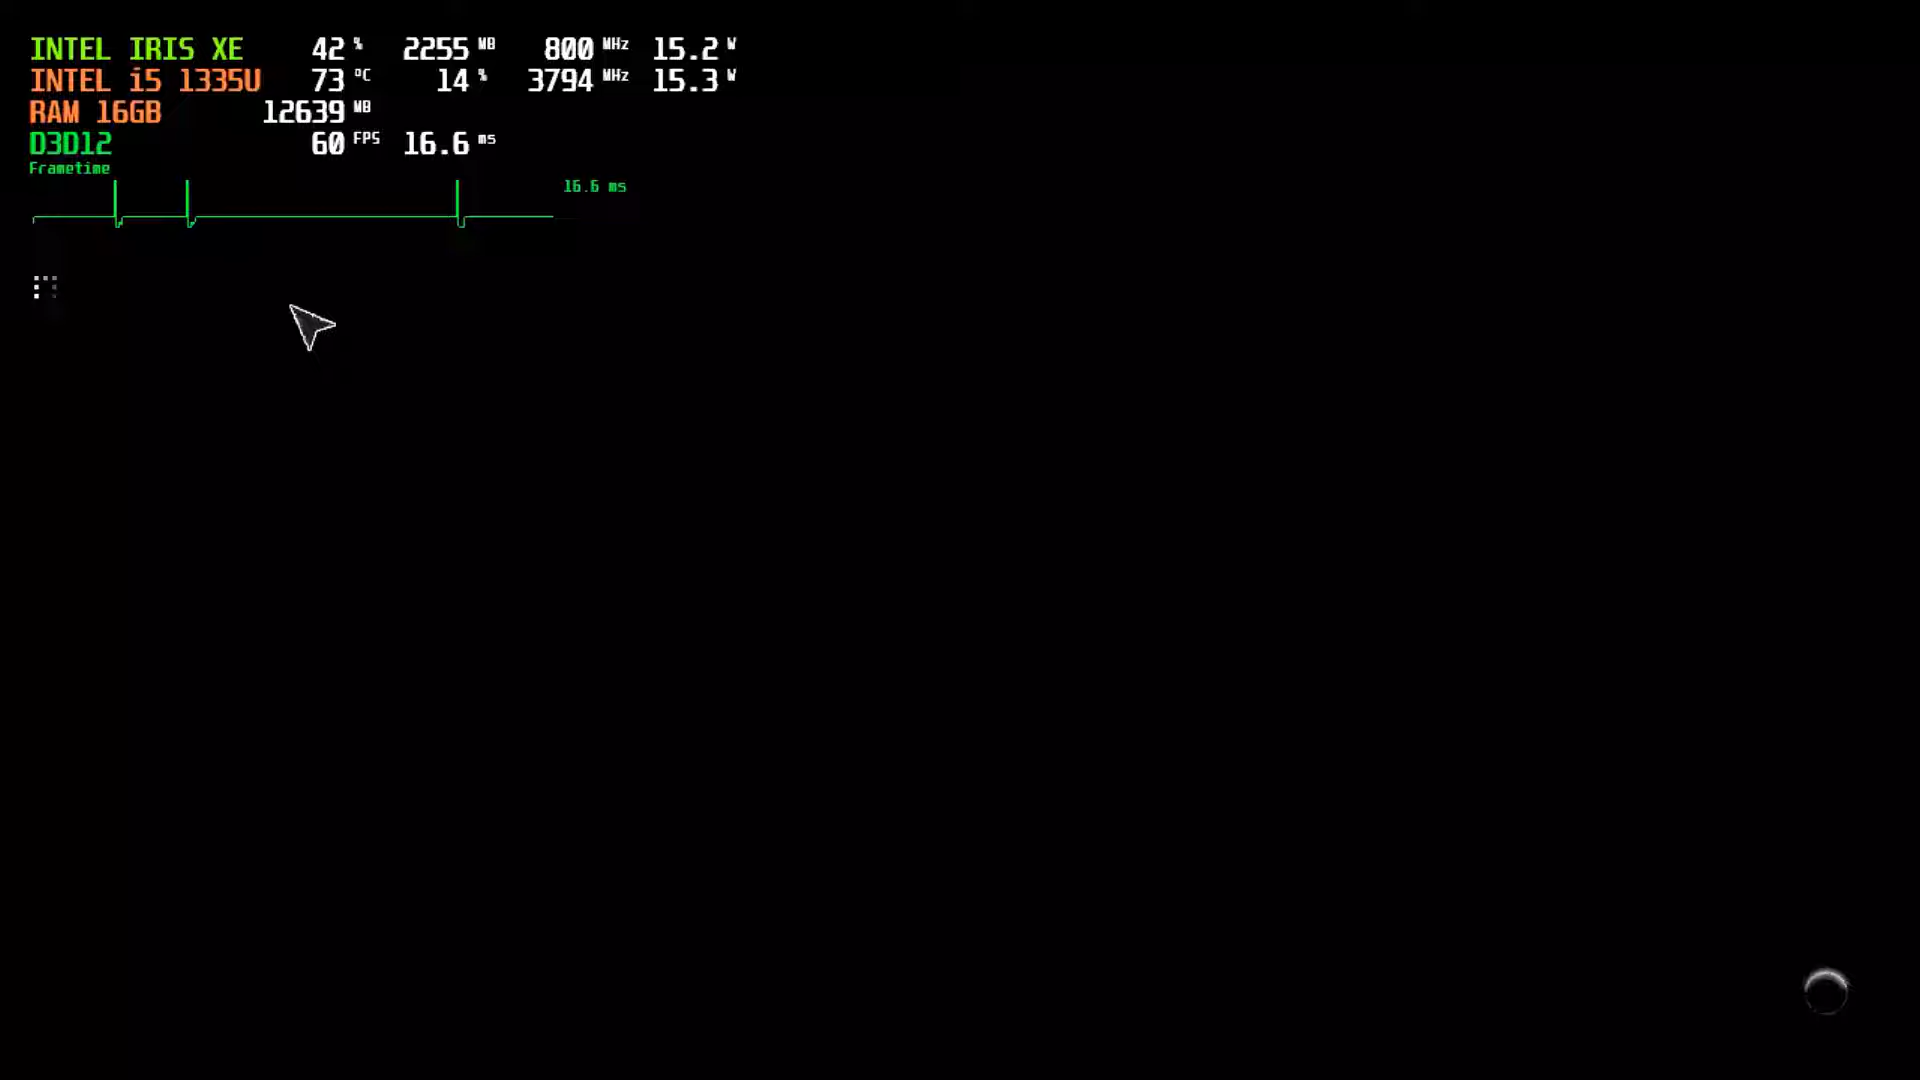 INTEL IRIS XE 42 % 2255 MB 800 MHz 15.2 W
INTEL i5 1335U 73 °C 14 % 3794 MHz 15.3 W
RAM 16GB 12639 MB
D3D12 60 FPS 16.6 ms
Frametime
16.6 ms